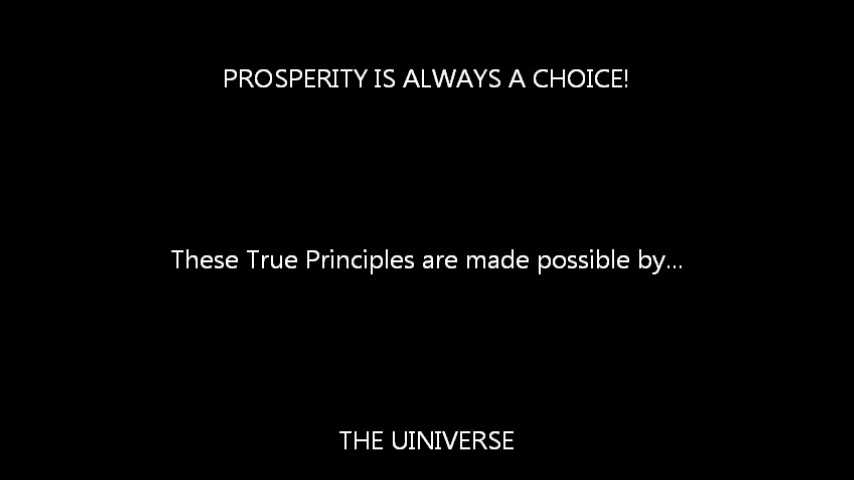 PROSPERITY IS ALWAYS A CHOICE!
These True Principles are made possible by...
THE UINIVERSE